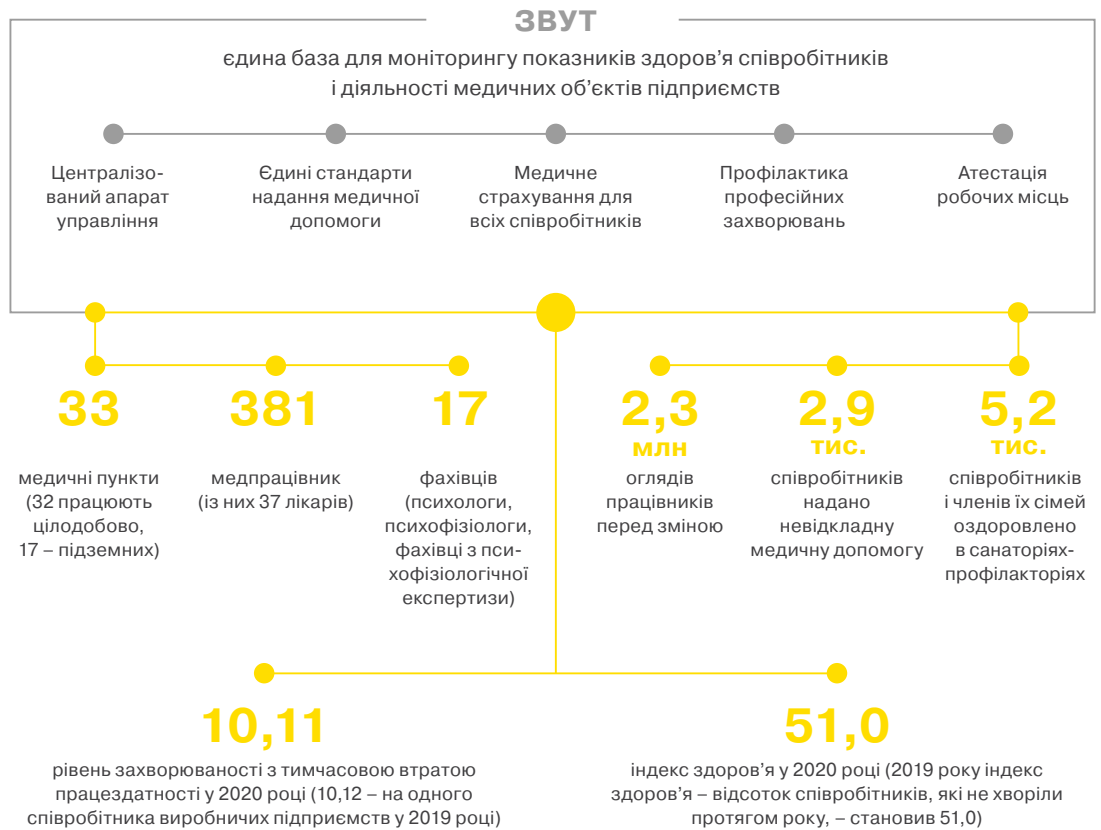 ЗВУТ
єдина база для моніторингу показників здоров’я співробітників
і діяльності медичних об’єктів підприємств
Централізо-
ваний апарат
управління
Єдині стандарти
надання медичної
допомоги
Медичне
страхування для
всіх співробітників
Профілактика
професійних
захворювань
Атестація
робочих місць
33
медичні пункти
(32 працюють
цілодобово,
17 – підземних)
381
медпрацівник
(із них 37 лікарів)
17
фахівців
(психологи,
психофізіологи,
фахівці з пси-
хофізіологічної
експертизи)
2,3
млн
оглядів
працівників
перед зміною
2,9
тис.
співробітників
надано
невідкладну
медичну допомогу
5,2
тис.
співробітників
і членів їх сімей
оздоровлено
в санаторіях-
профілакторіях
10,11
рівень захворюваності з тимчасовою втратою
працездатності у 2020 році (10,12 – на одного
співробітника виробничих підприємств у 2019 році)
51,0
індекс здоров’я у 2020 році (2019 року індекс
здоров’я – відсоток співробітників, які не хворіли
протягом року, – становив 51,0)